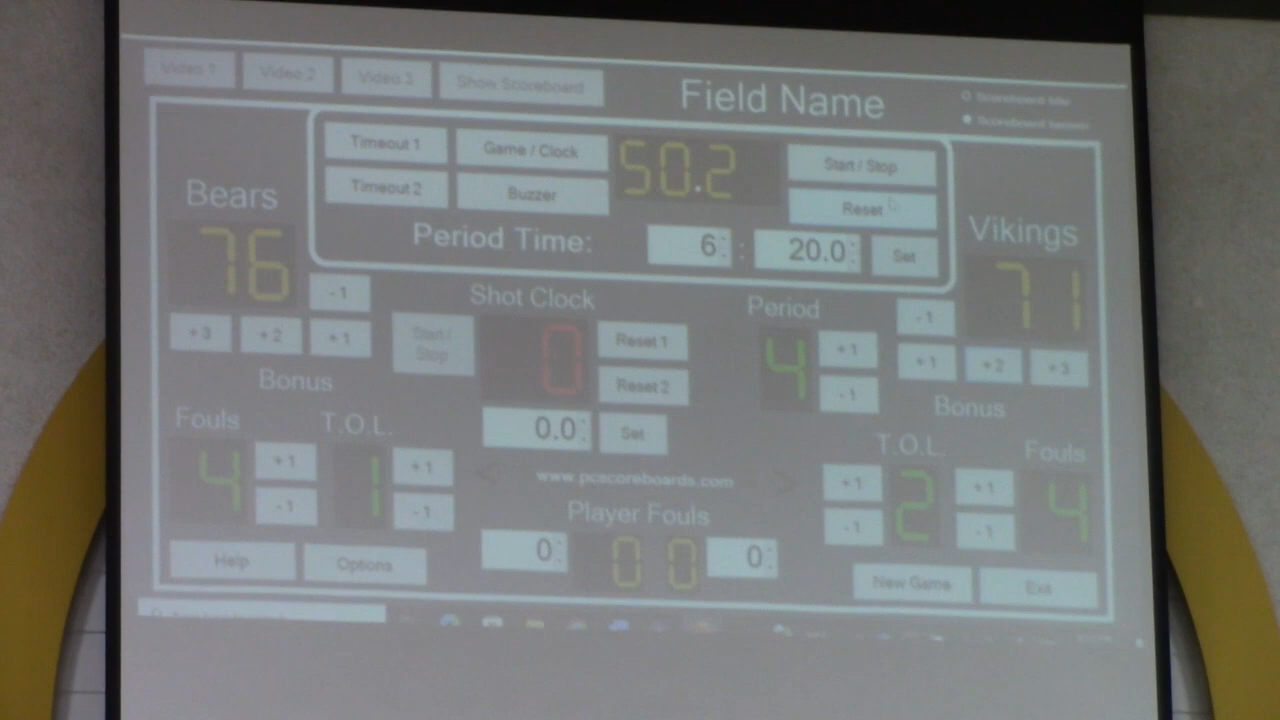 Video 1 Video 2 Video 3 Show Scoreboard
Field Name
Scoreboard
Timeout 1 Game / Clock 50.2 Start / Stop
Timeout 2 Buzzer Reset
Period Time: 6 : 20.0 Set
Bears
76
-1
+3 +2 +1
Vikings
71
-1
+1 +2 +3
Shot Clock
Start / Stop
0
Reset 1
Reset 2
0.0 Set
Period
4
+1
-1
Bonus
Fouls T.O.L.
4 +1 -1 1 +1 -1
Bonus
T.O.L. Fouls
+1 -1 2 +1 -1 4
< www.pcscoreboards.com >
Player Fouls
0 0 0 0
Help Options
New Game Exit